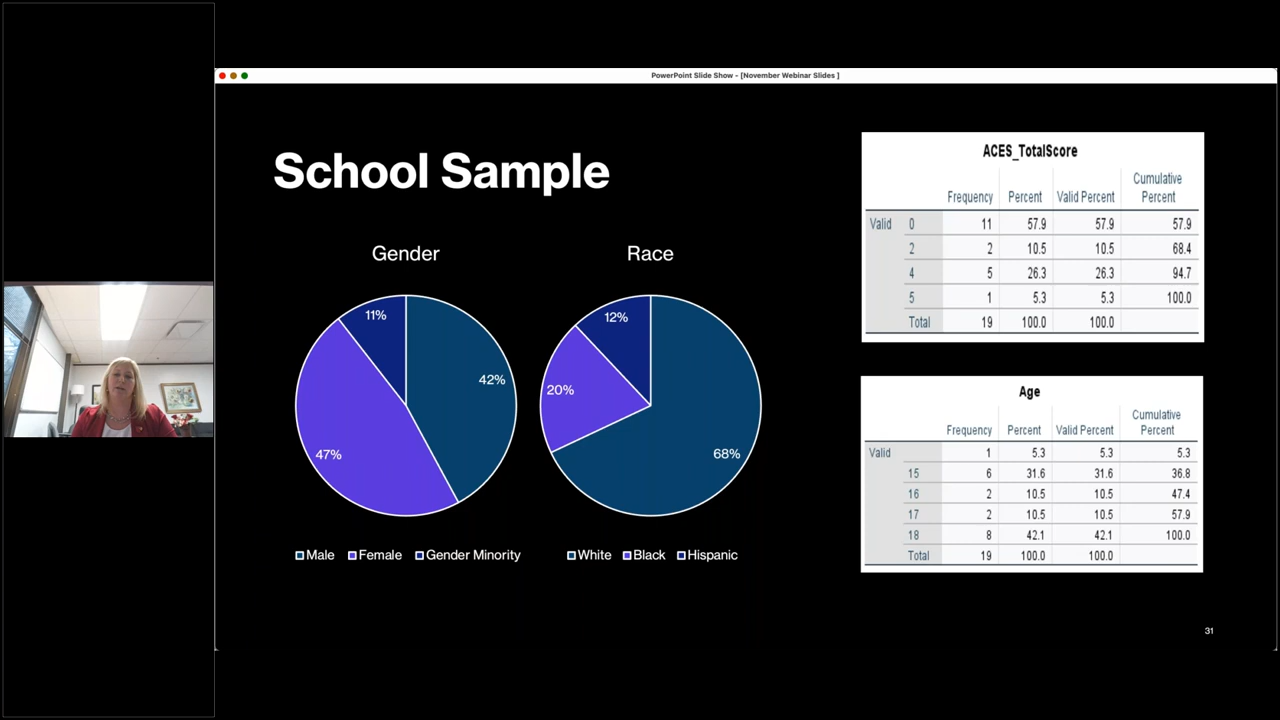 PowerPoint Slide Show - [November Webinar Slides ]
School Sample
Gender
11%
42%
47%
Male Female Gender Minority
Race
12%
20%
68%
White Black Hispanic
ACES_TotalScore
Frequency Percent Valid Percent Cumulative Percent
Valid 0 11 57.9 57.9 57.9
2 2 10.5 10.5 68.4
4 5 26.3 26.3 94.7
5 1 5.3 5.3 100.0
Total 19 100.0 100.0
Age
Frequency Percent Valid Percent Cumulative Percent
Valid 1 5.3 5.3 5.3
15 6 31.6 31.6 36.8
16 2 10.5 10.5 47.4
17 2 10.5 10.5 57.9
18 8 42.1 42.1 100.0
Total 19 100.0 100.0
31